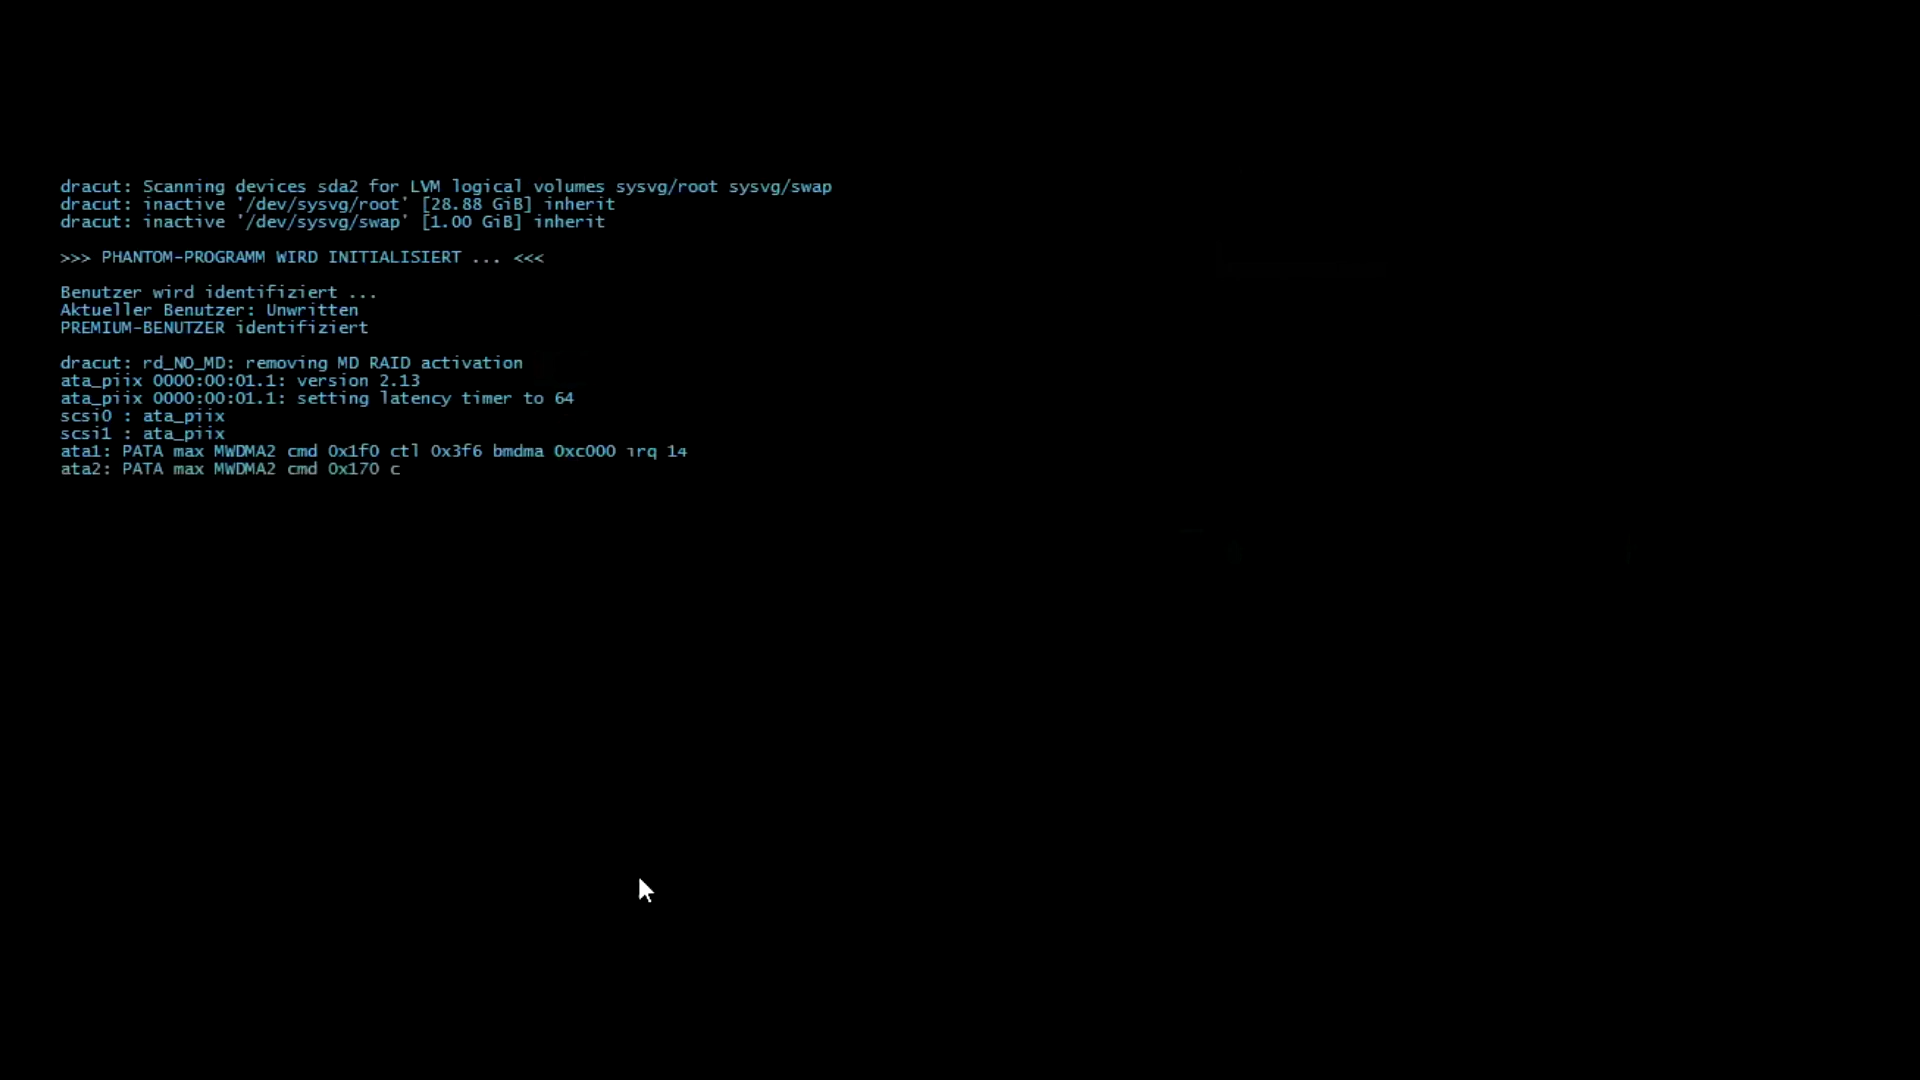 dracut: Scanning devices sda2 for LVM logical volumes sysvg/root sysvg/swap
dracut: inactive '/dev/sysvg/root' [28.88 GiB] inherit
dracut: inactive '/dev/sysvg/swap' [1.00 GiB] inherit
>>> PHANTOM-PROGRAMM WIRD INITIALISIERT ... <<<
Benutzer wird identifiziert ...
Aktueller Benutzer: Unwritten
PREMIUM-BENUTZER identifiziert
dracut: rd_NO_MD: removing MD RAID activation
ata_piix 0000:00:01.1: version 2.13
ata_piix 0000:00:01.1: setting latency timer to 64
scsi0 : ata_piix
scsi1 : ata_piix
ata1: PATA max MWDMA2 cmd 0x1f0 ctl 0x3f6 bmdma 0xc000 irq 14
ata2: PATA max MWDMA2 cmd 0x170 c